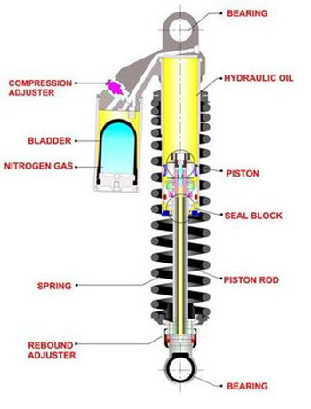 BEARING
COMPRESSION
ADJUSTER
HYDRAULIC OIL
BLADDER
NITROGEN GAS
PISTON
SEAL BLOCK
SPRING
PISTON ROD
REBOUND
ADJUSTER
BEARING